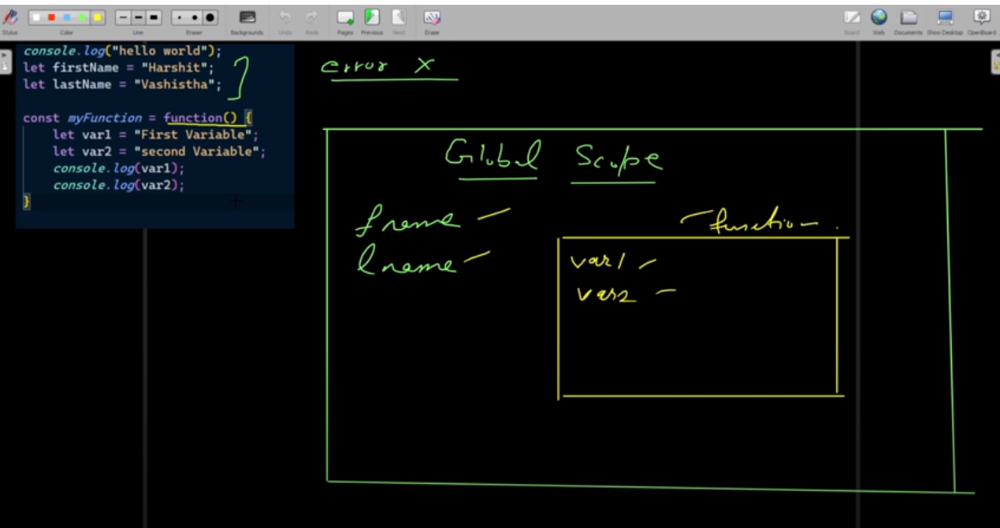 Stylus Color Line Eraser Backgrounds Undo Redo Pages Previous Next Erase Board Web Documents Show Desktop OpenBoard
console.log("hello world");
let firstName = "Harshit";
let lastName = "Vashistha";
const myFunction = function() {
let var1 = "First Variable";
let var2 = "second Variable";
console.log(var1);
console.log(var2);
}
error X
Global Scope
fname
lname
function
var1
var2